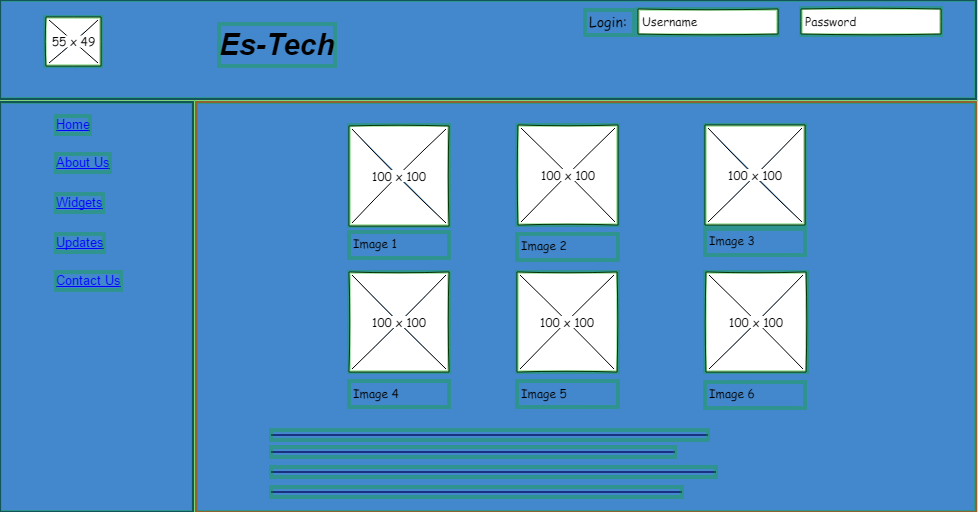 55 x 49
Es-Tech
Login:
Username
Password
Home
About Us
Widgets
Updates
Contact Us
100 x 100
100 x 100
100 x 100
Image 1
Image 2
Image 3
100 x 100
100 x 100
100 x 100
Image 4
Image 5
Image 6